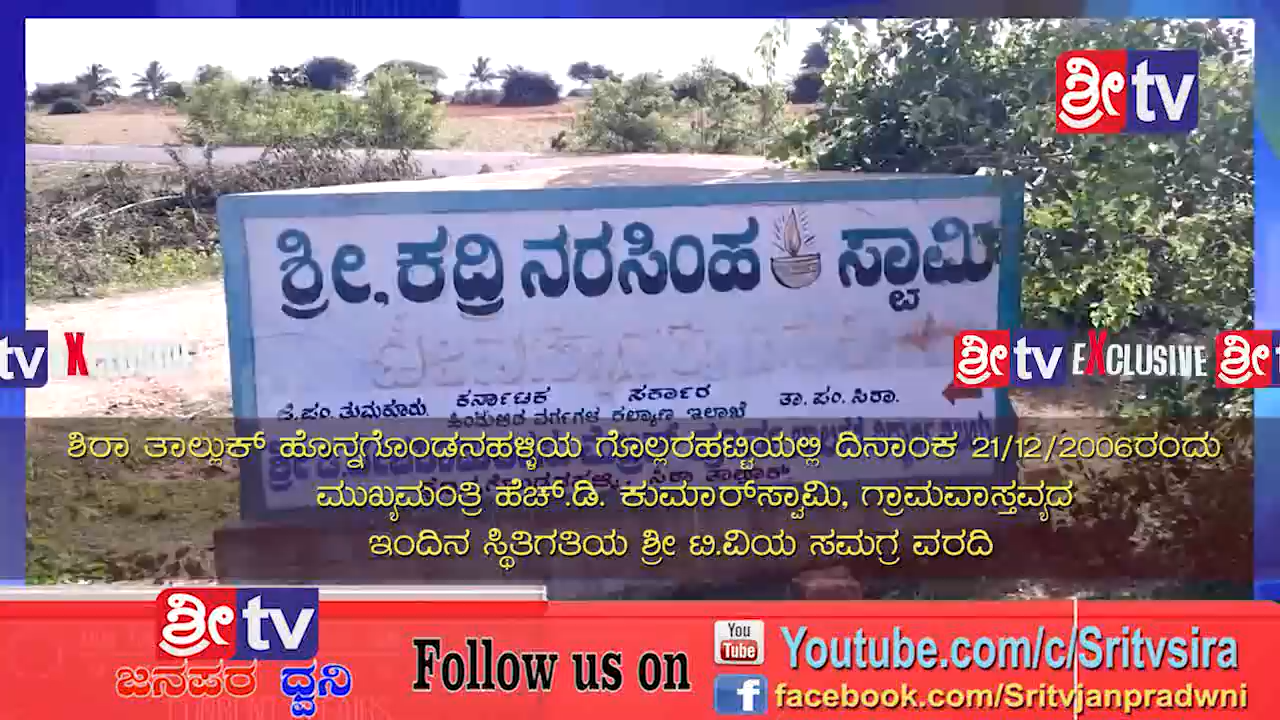 ಶ್ರೀtv
ಶ್ರೀ. ಕದ್ರಿ ನರಸಿಂಹ ಸ್ವಾಮಿ
tv EXCLUSIVE
ಶ್ರೀtv EXCLUSIVE ಶ್ರೀ
ಜಿ.ಪಂ. ತುಮಕೂರು. ಕರ್ನಾಟಕ ಸರ್ಕಾರ ತಾ. ಪಂ. ಸಿರಾ.
ಹಿಂದುಳಿದ ವರ್ಗಗಳ ಕಲ್ಯಾಣ ಇಲಾಖೆ
ಶಿರಾ ತಾಲ್ಲುಕ್ ಹೊನ್ನಗೊಂಡನಹಳ್ಳಿಯ ಗೊಲ್ಲರಹಟ್ಟಿಯಲ್ಲಿ ದಿನಾಂಕ 21/12/2006ರಂದು
ಮುಖ್ಯಮಂತ್ರಿ ಹೆಚ್.ಡಿ. ಕುಮಾರ್‌ಸ್ವಾಮಿ, ಗ್ರಾಮವಾಸ್ತವ್ಯದ
ಇಂದಿನ ಸ್ಥಿತಿಗತಿಯ ಶ್ರೀ ಟಿ.ವಿಯ ಸಮಗ್ರ ವರದಿ
ಶ್ರೀtv
ಜನಪರ ಧ್ವನಿ
Follow us on
You Tube Youtube.com/c/Sritvsira
f facebook.com/Sritvjanpradwni